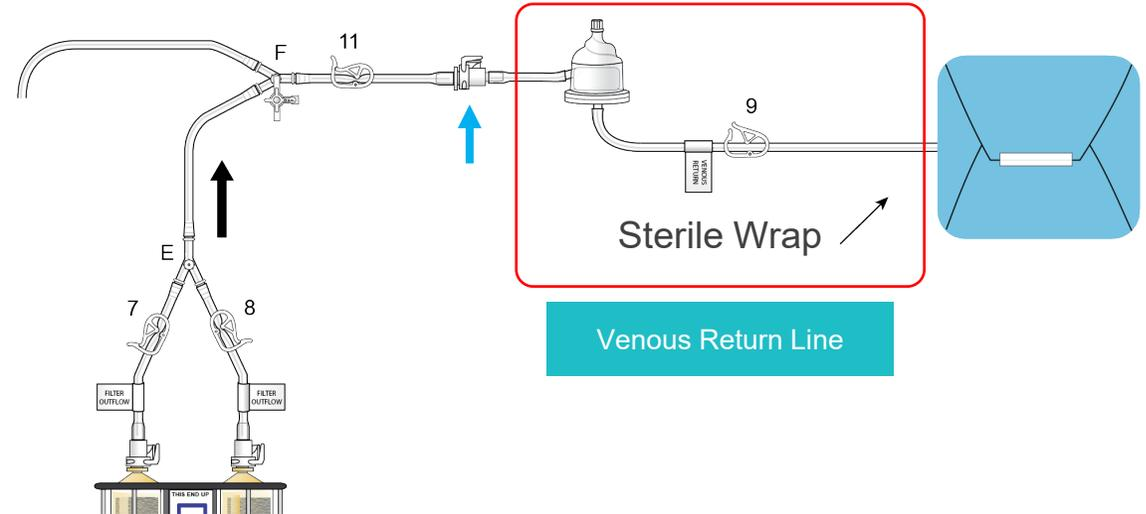 F
11
9
VENOUS
RETURN
Sterile Wrap
E
7
8
Venous Return Line
FILTER
OUTFLOW
FILTER
OUTFLOW
THIS END UP